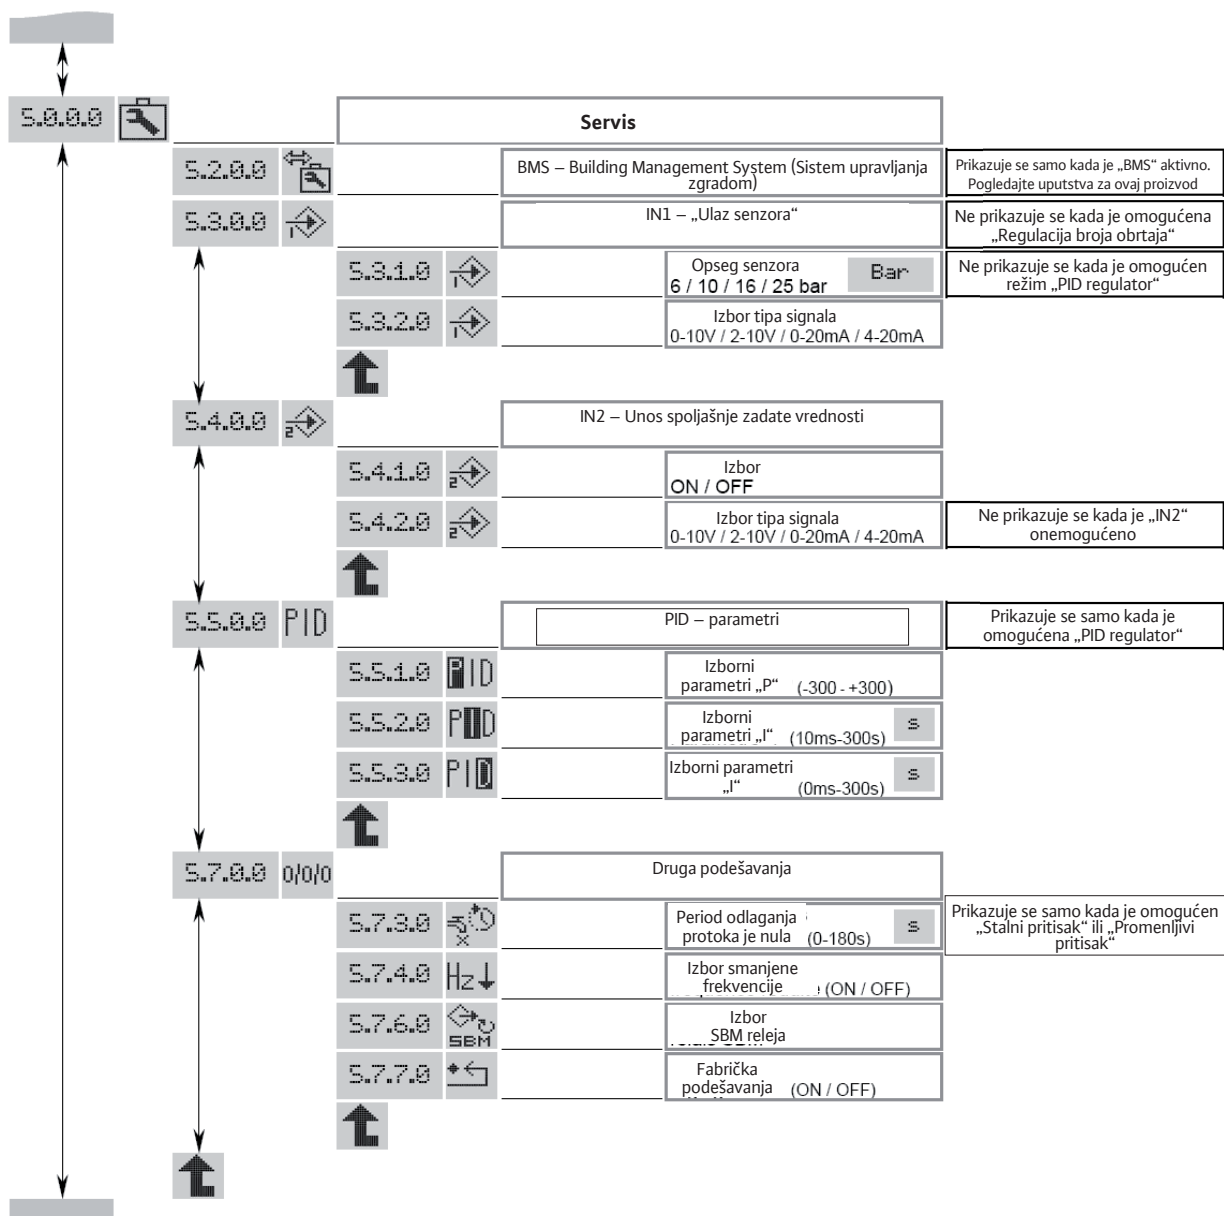 5.0.0.0
Servis
5.2.0.0
BMS – Building Management System (Sistem upravljanja
zgradom)
Prikazuje se samo kada je „BMS“ aktivno.
Pogledajte uputstva za ovaj proizvod
5.3.0.0
1
IN1 – „Ulaz senzora“
Ne prikazuje se kada je omogućena
„Regulacija broja obrtaja“
5.3.1.0
1
Opseg senzora
6 / 10 / 16 / 25 bar
Bar
Ne prikazuje se kada je omogućen
režim „PID regulator“
5.3.2.0
1
Izbor tipa signala
0-10V / 2-10V / 0-20mA / 4-20mA
5.4.0.0
2
IN2 – Unos spoljašnje zadate vrednosti
5.4.1.0
2
Izbor
ON / OFF
5.4.2.0
2
Izbor tipa signala
0-10V / 2-10V / 0-20mA / 4-20mA
Ne prikazuje se kada je „IN2“
onemogućeno
5.5.0.0
PID
PID – parametri
Prikazuje se samo kada je
omogućena „PID regulator“
5.5.1.0
PID
Izborni
parametri „P“ (-300 - +300)
5.5.2.0
PID
Izborni
parametri „I“ (10ms-300s)
s
5.5.3.0
PID
Izborni parametri
„I“ (0ms-300s)
s
5.7.0.0
0/0/0
Druga podešavanja
5.7.3.0
Period odlaganja
protoka je nula (0-180s)
s
Prikazuje se samo kada je omogućen
„Stalni pritisak“ ili „Promenljivi
pritisak“
5.7.4.0
Hz
Izbor smanjene
frekvencije (ON / OFF)
5.7.6.0
SBM
Izbor
SBM releja
5.7.7.0
Fabrička
podešavanja (ON / OFF)